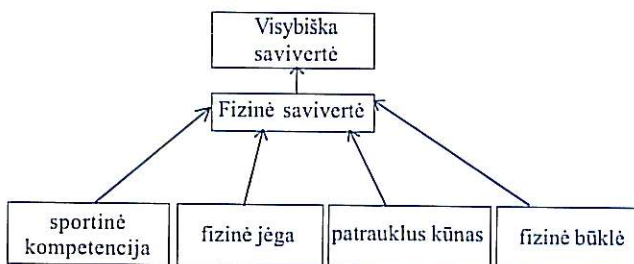 Visybiška
savivertė
Fizinė savivertė
sportinė
kompetencija
fizinė jėga
patrauklus kūnas
fizinė būklė